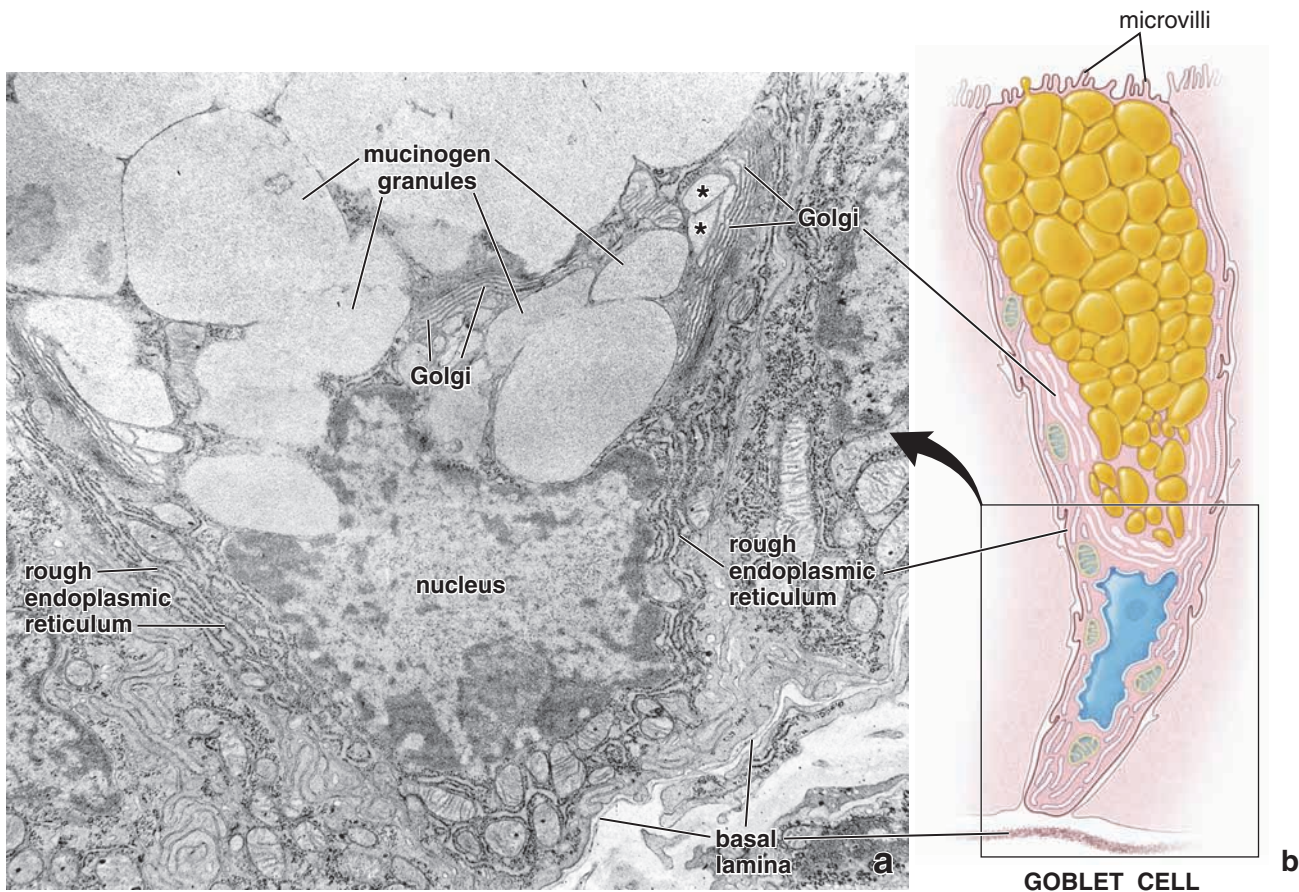 microvilli
mucinogen
granules
*
*
Golgi
Golgi
rough
endoplasmic
reticulum
nucleus
rough
endoplasmic
reticulum
basal
lamina
a
b
GOBLET CELL